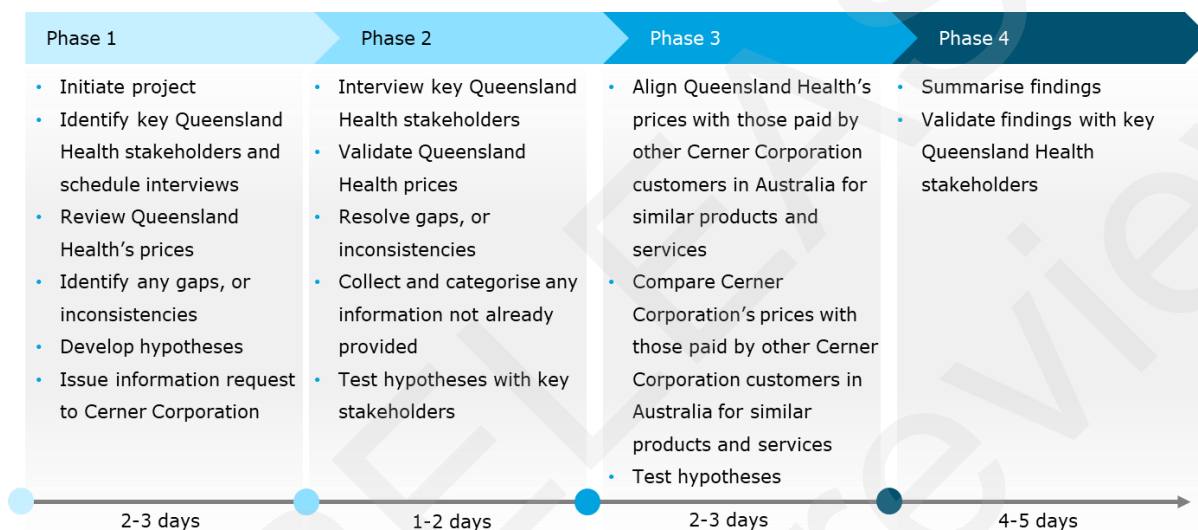 Phase 1
Phase 2
Phase 3
Phase 4
• Initiate project
• Identify key Queensland
Health stakeholders and
schedule interviews
• Review Queensland
Health’s prices
• Identify any gaps, or
inconsistencies
• Develop hypotheses
• Issue information request
to Cerner Corporation
• Interview key Queensland
Health stakeholders
• Validate Queensland
Health prices
• Resolve gaps, or
inconsistencies
• Collect and categorise any
information not already
provided
• Test hypotheses with key
stakeholders
• Align Queensland Health’s
prices with those paid by
other Cerner Corporation
customers in Australia for
similar products and
services
• Compare Cerner
Corporation’s prices with
those paid by other Cerner
Corporation customers in
Australia for similar
products and services
• Test hypotheses
• Summarise findings
• Validate findings with key
Queensland Health
stakeholders
2-3 days
1-2 days
2-3 days
4-5 days